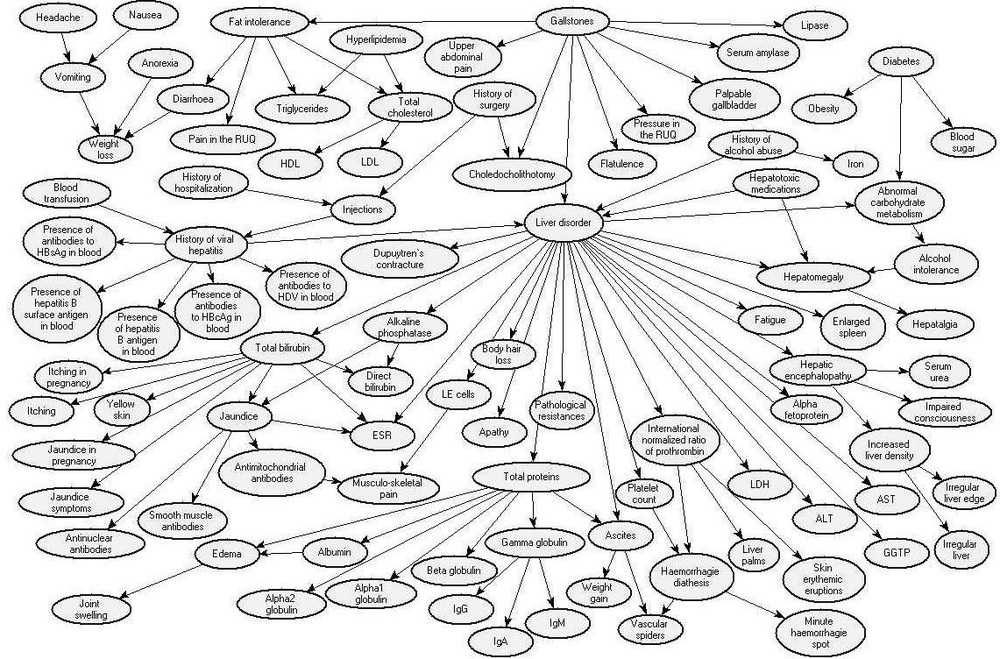 Headache
Nausea
Fat intolerance
Gallstones
Lipase
Hyperlipidemia
Upper
abdominal
pain
Serum amylase
Vomiting
Anorexia
Diabetes
Diarrhoea
Triglycerides
Total
cholesterol
History of
surgery
Palpable
gallbladder
Obesity
Weight
loss
Pain in the RUQ
Pressure in
the RUQ
Blood
sugar
HDL
LDL
Choledocholithotomy
Flatulence
History of
alcohol abuse
Iron
History of
hospitalization
Hepatotoxic
medications
Blood
transfusion
Injections
Liver disorder
Abnormal
carbohydrate
metabolism
Presence of
antibodies to
HBsAg in blood
History of viral
hepatitis
Dupuytren`s
contracture
Alcohol
intolerance
Presence of
hepatitis B
surface antigen
in blood
Presence
of hepatitis
B antigen
in blood
Presence of
antibodies
to HBcAg in
blood
Presence of
antibodies to
HDV in blood
Hepatomegaly
Alkaline
phosphatase
Fatigue
Enlarged
spleen
Hepatalgia
Total bilirubin
Body hair
loss
Itching in
pregnancy
Direct
bilirubin
Hepatic
encephalopathy
Serum
urea
Itching
Yellow
skin
Jaundice
LE cells
Pathological
resistances
Alpha
fetoprotein
Impaired
consciousness
ESR
Apathy
International
normalized ratio
of prothrombin
Jaundice in
pregnancy
Increased
liver density
Antimitochondrial
antibodies
Musculo-skeletal
pain
Total proteins
Platelet
count
LDH
Irregular
liver edge
Jaundice
symptoms
Smooth muscle
antibodies
ALT
AST
Antinuclear
antibodies
Edema
Albumin
Gamma globulin
Ascites
Liver
palms
GGTP
Irregular
liver
Beta globulin
Haemorrhagie
diathesis
Skin
erythemic
eruptions
Joint
swelling
Alpha2
globulin
Alpha1
globulin
Weight
gain
IgG
IgA
IgM
Vascular
spiders
Minute
haemorrhagie
spot